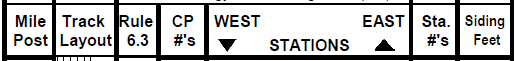 Mile Post
Track Layout
Rule 6.3
CP #'s
WEST EAST
▼ STATIONS ▲
Sta. #'s
Siding Feet